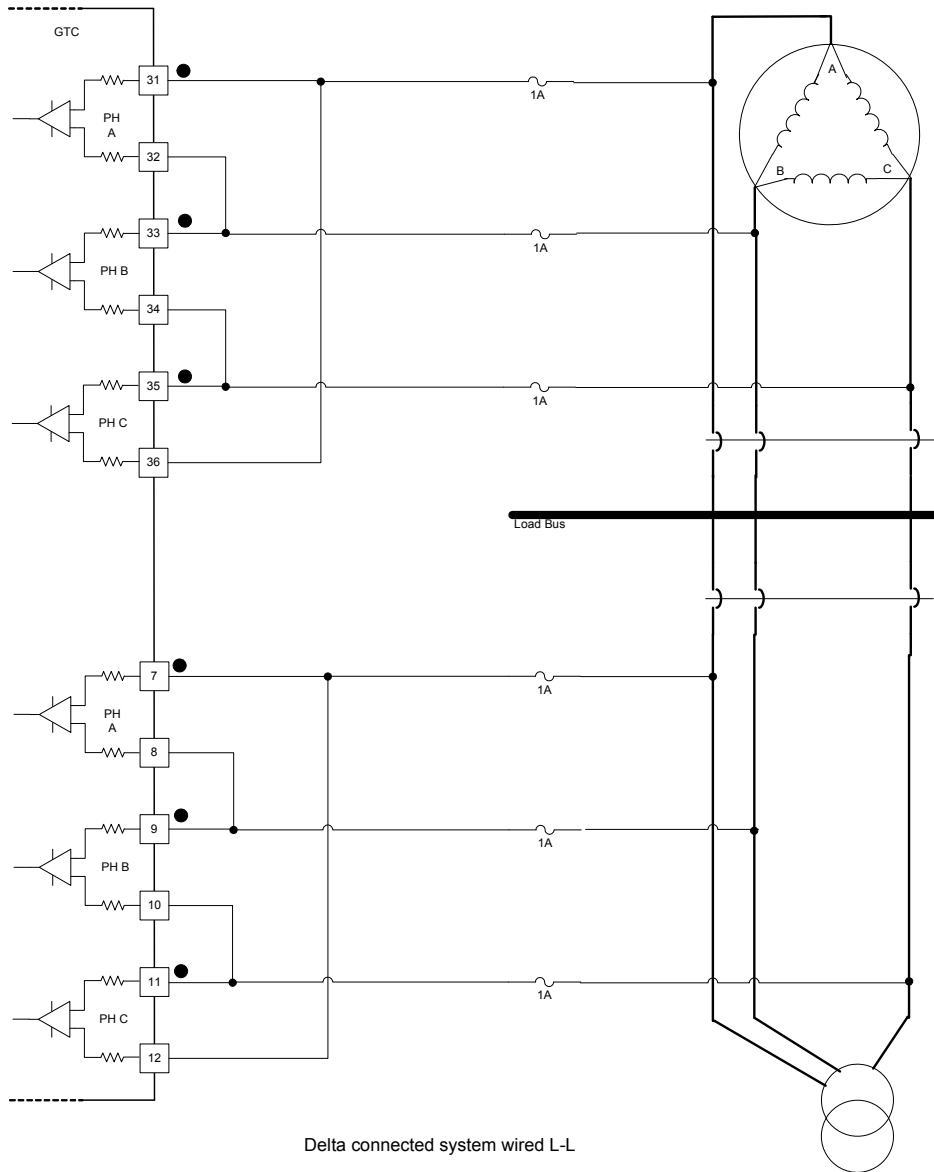 GTC
31
PH
A
32
1A
A
B
C
33
PH B
34
1A
35
PH C
36
1A
Load Bus
7
PH
A
8
1A
9
PH B
10
1A
11
PH C
12
1A
Delta connected system wired L-L